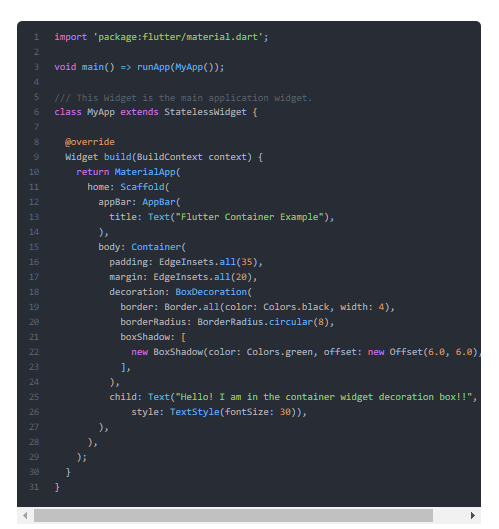 1 import 'package:flutter/material.dart';
2
3 void main() => runApp(MyApp());
4
5 /// This Widget is the main application widget.
6 class MyApp extends StatelessWidget {
7
8   @override
9   Widget build(BuildContext context) {
10     return MaterialApp(
11       home: Scaffold(
12         appBar: AppBar(
13           title: Text("Flutter Container Example"),
14         ),
15         body: Container(
16           padding: EdgeInsets.all(35),
17           margin: EdgeInsets.all(20),
18           decoration: BoxDecoration(
19             border: Border.all(color: Colors.black, width: 4),
20             borderRadius: BorderRadius.circular(8),
21             boxShadow: [
22               new BoxShadow(color: Colors.green, offset: new Offset(6.0, 6.0),
23             ],
24           ),
25           child: Text("Hello! I am in the container widget decoration box!!",
26               style: TextStyle(fontSize: 30)),
27         ),
28       ),
29     );
30   }
31 }